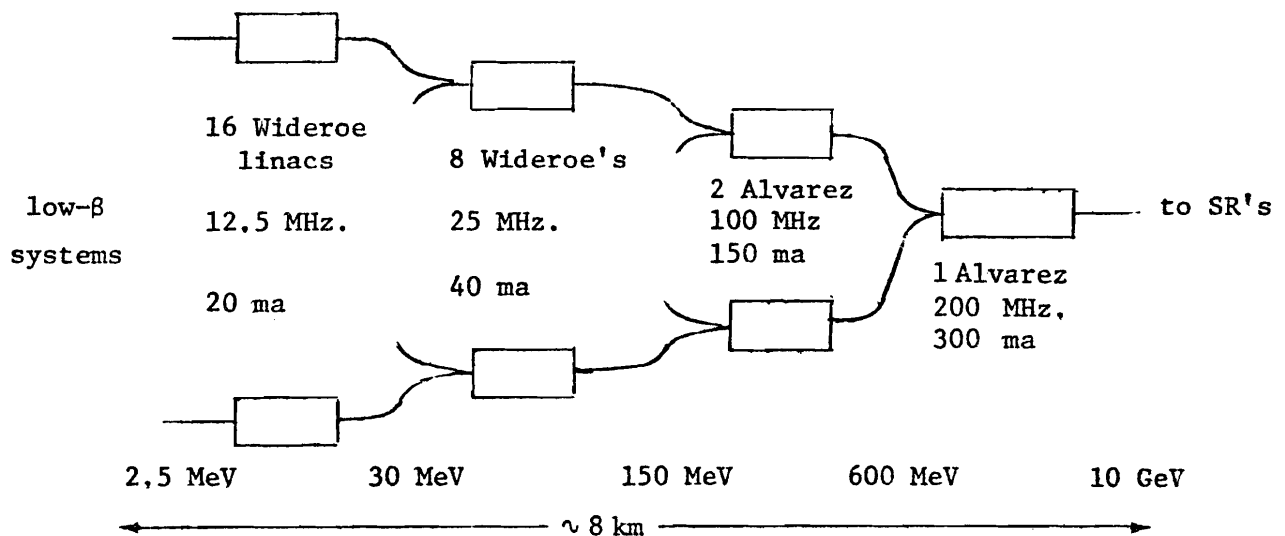 low-β
systems
16 Wideroe
linacs
12.5 MHz.
20 ma
8 Wideroe's
25 MHz.
40 ma
2 Alvarez
100 MHz
150 ma
1 Alvarez
200 MHz.
300 ma
to SR's
2.5 MeV 30 MeV 150 MeV 600 MeV 10 GeV
~ 8 km